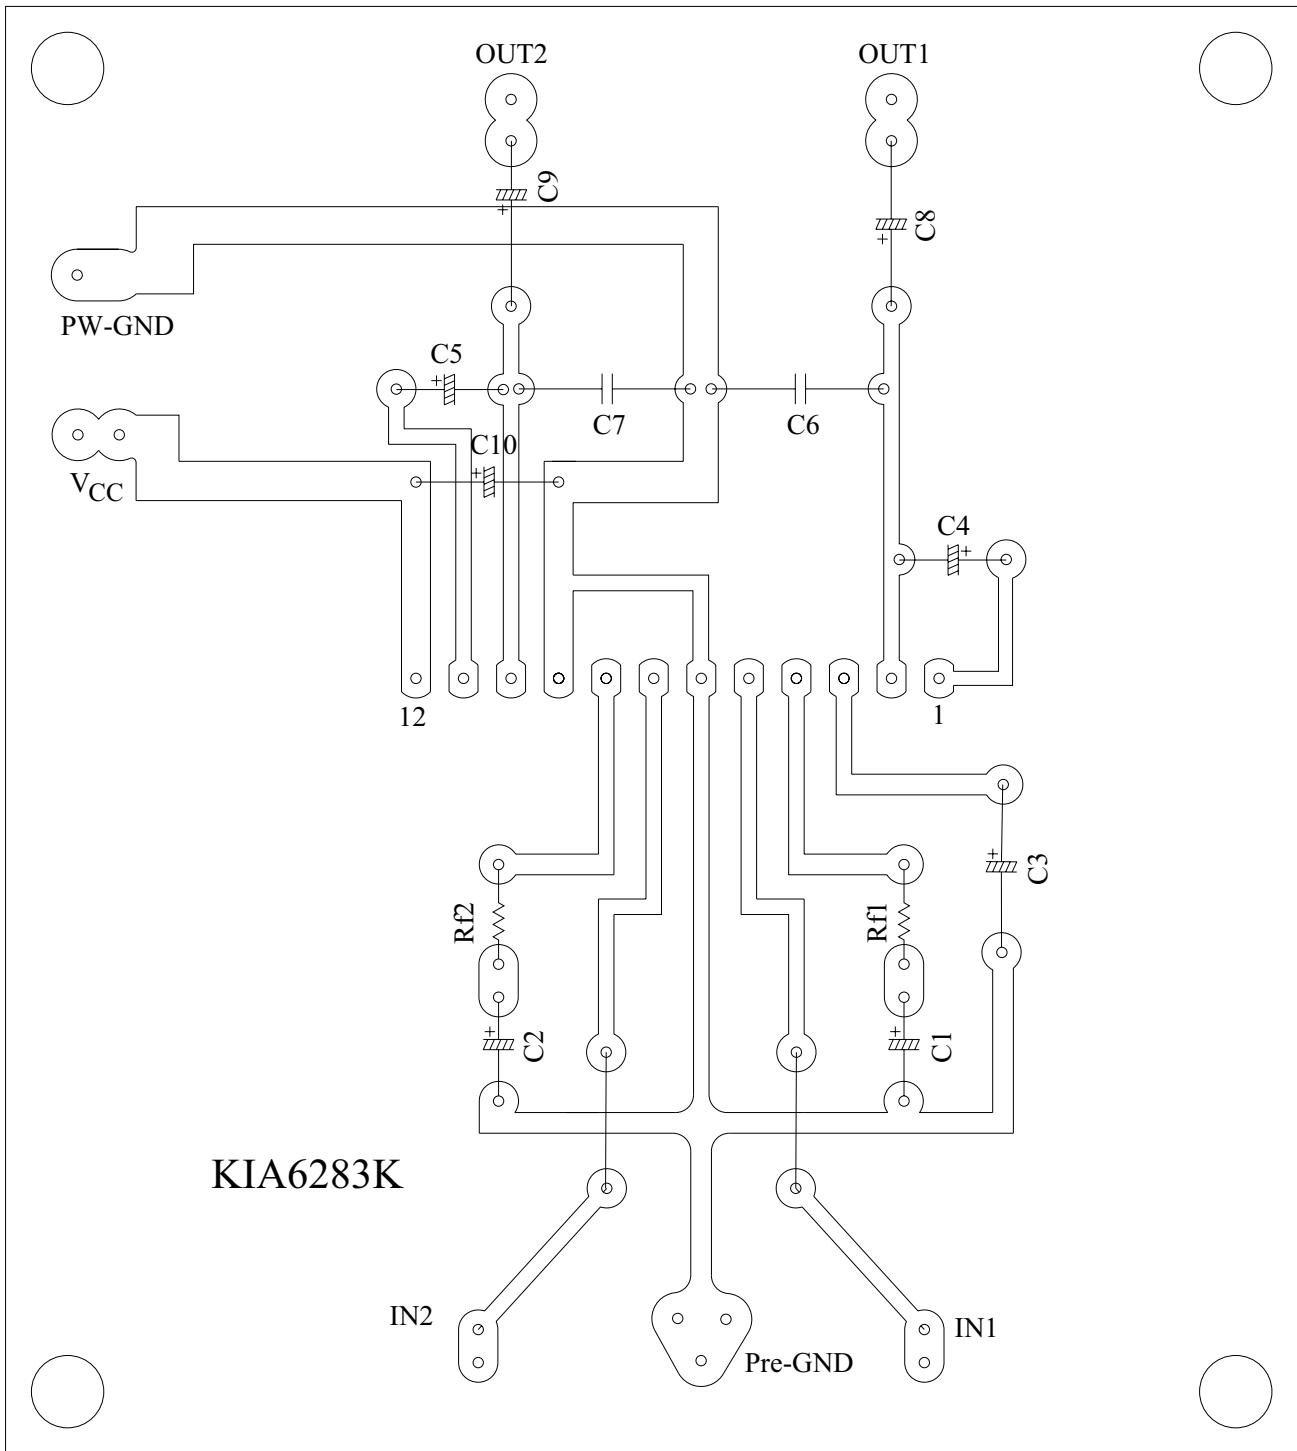 OUT2
OUT1
C9
C8
PW-GND
C5
C7
C6
C10
VCC
C4
12
1
C3
Rf2
Rf1
C2
C1
KIA6283K
IN2
IN1
Pre-GND